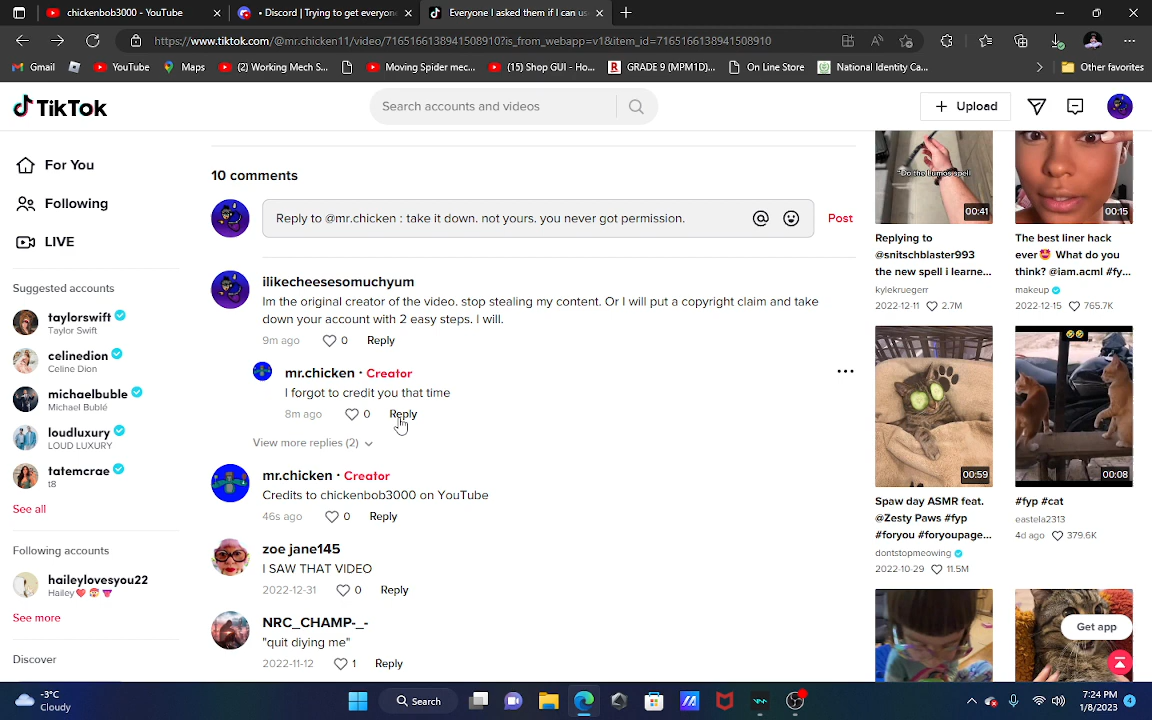 chickenbob3000 - YouTube
• Discord | Trying to get everyon
Everyone I asked them if I can us
https://www.tiktok.com/@mr.chicken11/video/7165166138941508910?is_from_webapp=v1&item_id=7165166138941508910
Gmail
YouTube
Maps
(2) Working Mech S...
Moving Spider mec...
(15) Shop GUI - Ho...
GRADE 9 (MPM1D)...
On Line Store
National Identity Ca...
Other favorites
TikTok
Search accounts and videos
Upload
For You
Following
LIVE
Suggested accounts
taylorswift
Taylor Swift
celinedion
Celine Dion
michaelbuble
Michael Bublé
loudluxury
LOUD LUXURY
tatemcrae
t8
See all
Following accounts
haileylovesyou22
Hailey
See more
Discover
10 comments
Reply to @mr.chicken : take it down. not yours. you never got permission.
Post
ilikecheesesomuchyum
Im the original creator of the video. stop stealing my content. Or I will put a copyright claim and take
down your account with 2 easy steps. I will.
9m ago 0 Reply
mr.chicken · Creator
I forgot to credit you that time
8m ago 0 Reply
View more replies (2)
mr.chicken · Creator
Credits to chickenbob3000 on YouTube
46s ago 0 Reply
zoe jane145
I SAW THAT VIDEO
2022-12-31 0 Reply
NRC_CHAMP-_-
"quit diying me"
2022-11-12 1 Reply
"Do the Lumos spell
00:41
Replying to
@snitschblaster993
the new spell i learne...
kylekruegerr
2022-12-11 2.7M
00:15
The best liner hack
ever What do you
think? @iam.acml #fy...
makeup
2022-12-15 765.7K
00:59
Spaw day ASMR feat.
@Zesty Paws #fyp
#foryou #foryoupage...
dontstopmeowing
2022-10-29 11.5M
00:08
#fyp #cat
eastela2313
4d ago 379.6K
Get app
-3°C
Cloudy
Search
7:24 PM
1/8/2023
4